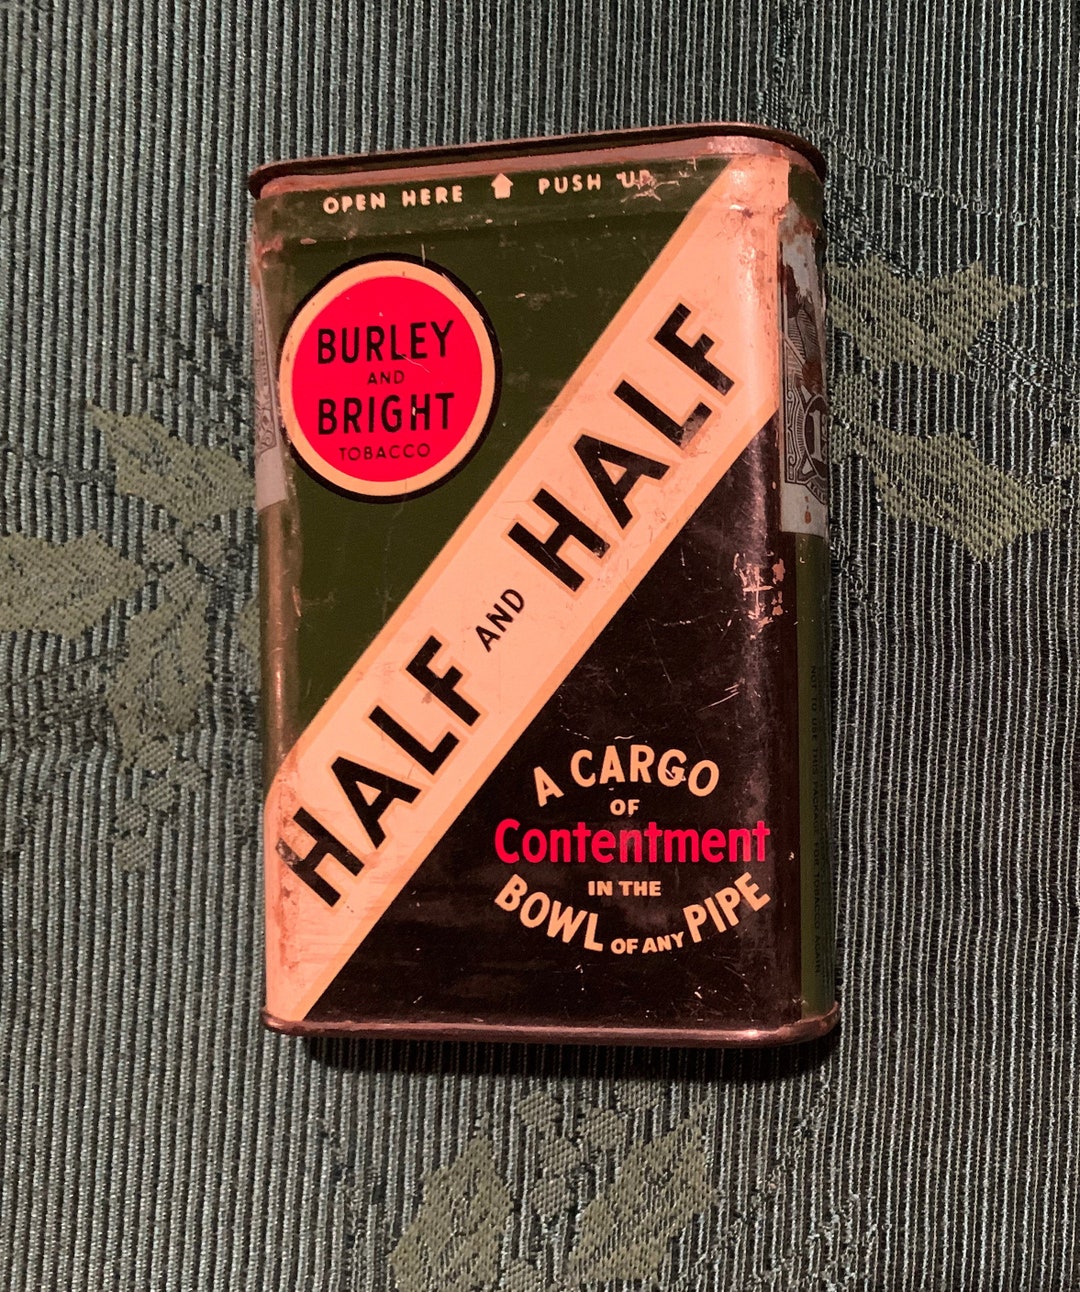 OPEN HERE PUSH UP
BURLEY
AND
BRIGHT
TOBACCO
HALF AND HALF
A CARGO
OF
Contentment
IN THE
BOWL OF ANY PIPE